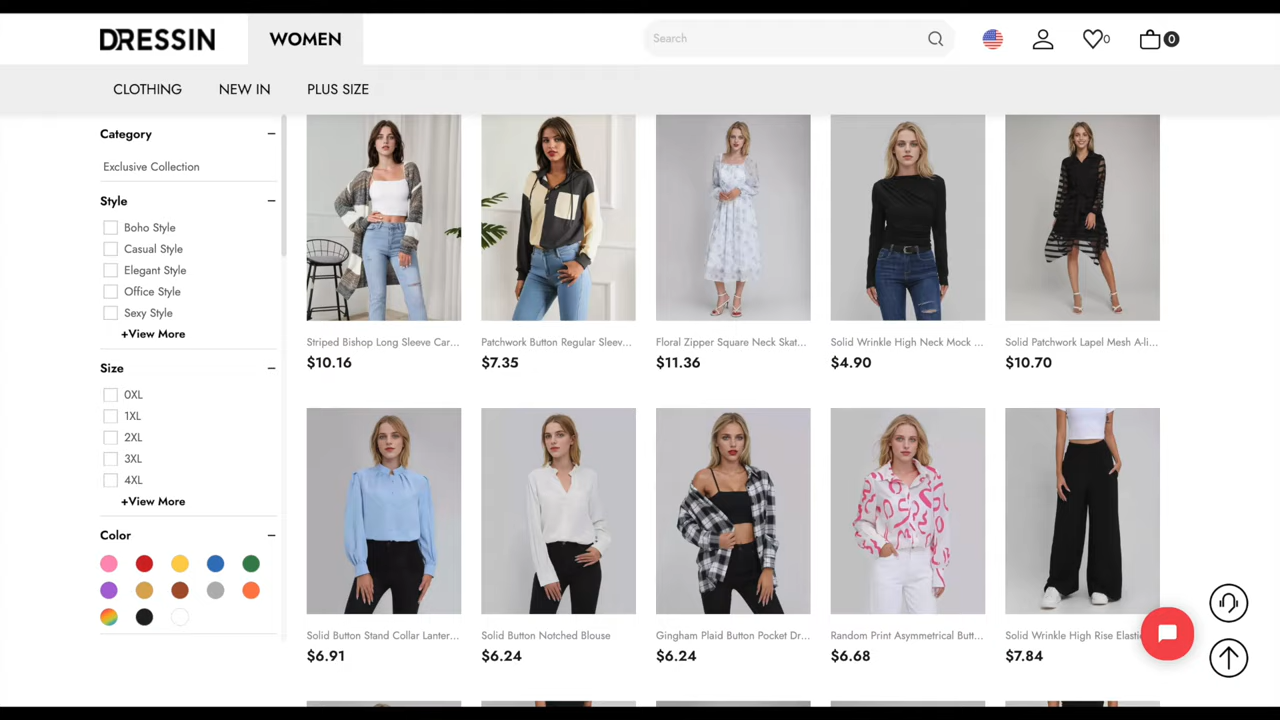 DRESSIN
WOMEN
Search
0
0
CLOTHING
NEW IN
PLUS SIZE
Category
Exclusive Collection
Style
Boho Style
Casual Style
Elegant Style
Office Style
Sexy Style
+View More
Size
0XL
1XL
2XL
3XL
4XL
+View More
Color
Striped Bishop Long Sleeve Car...
$10.16
Patchwork Button Regular Sleev...
$7.35
Floral Zipper Square Neck Skat...
$11.36
Solid Wrinkle High Neck Mock ...
$4.90
Solid Patchwork Lapel Mesh A-li...
$10.70
Solid Button Stand Collar Lanter...
$6.91
Solid Button Notched Blouse
$6.24
Gingham Plaid Button Pocket Dr...
$6.24
Random Print Asymmetrical Butt...
$6.68
Solid Wrinkle High Rise Elasti
$7.84